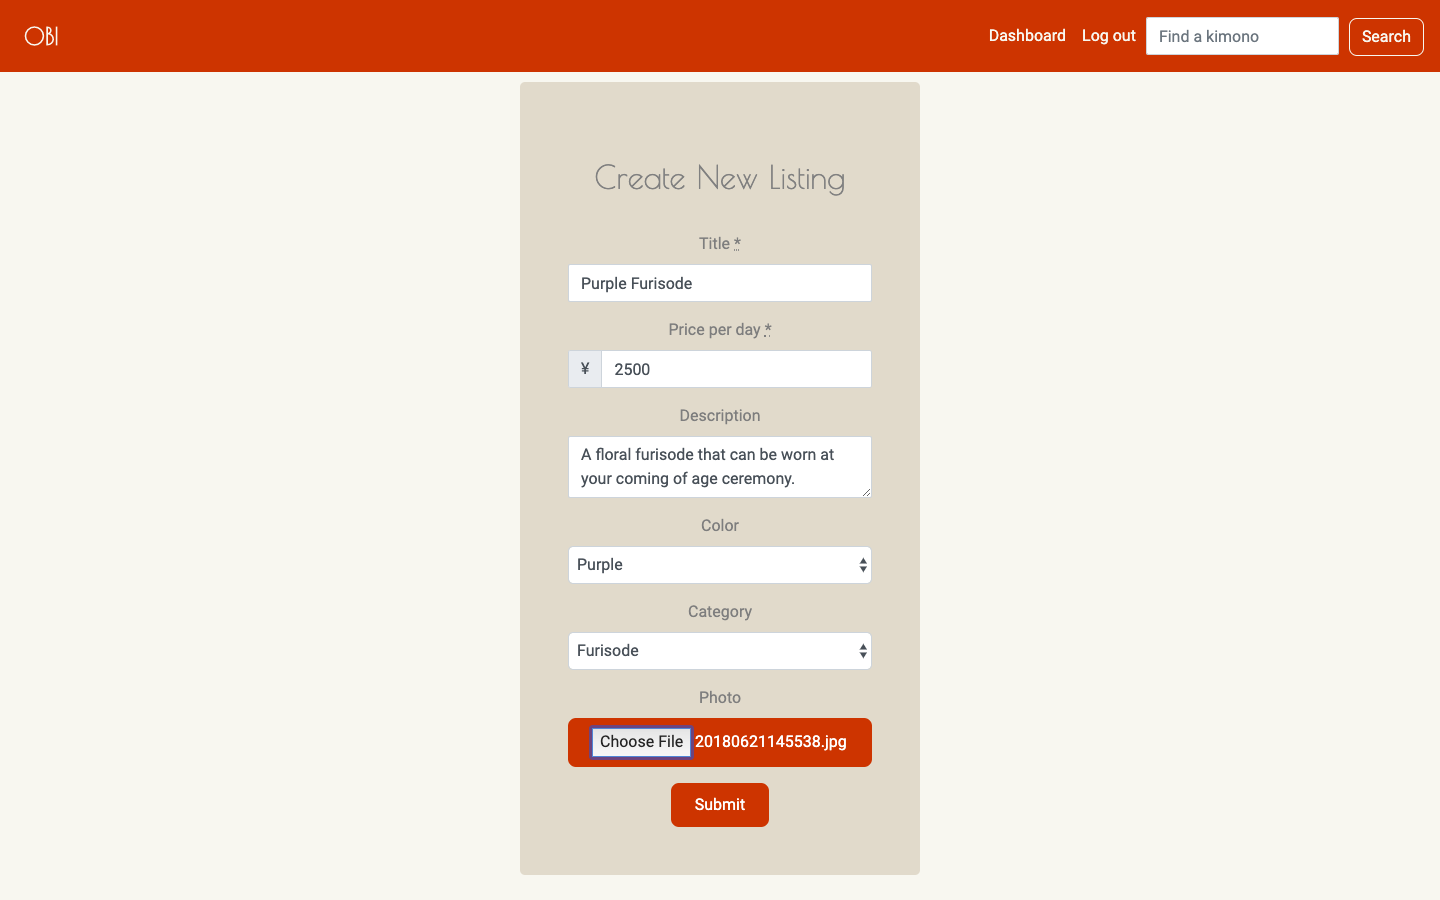 OBI
Dashboard
Log out
Find a kimono
Search
Create New Listing
Title *
Purple Furisode
Price per day *
¥ 2500
Description
A floral furisode that can be worn at
your coming of age ceremony.
Color
Purple
Category
Furisode
Photo
Choose File 20180621145538.jpg
Submit